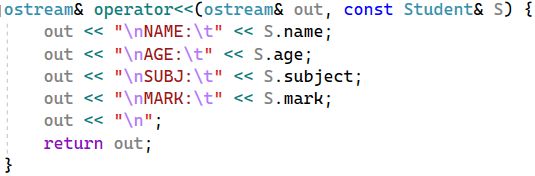 ostream& operator<<(ostream& out, const Student& S) {
    out << "\nNAME:\t" << S.name;
    out << "\nAGE:\t" << S.age;
    out << "\nSUBJ:\t" << S.subject;
    out << "\nMARK:\t" << S.mark;
    out << "\n";
    return out;
}